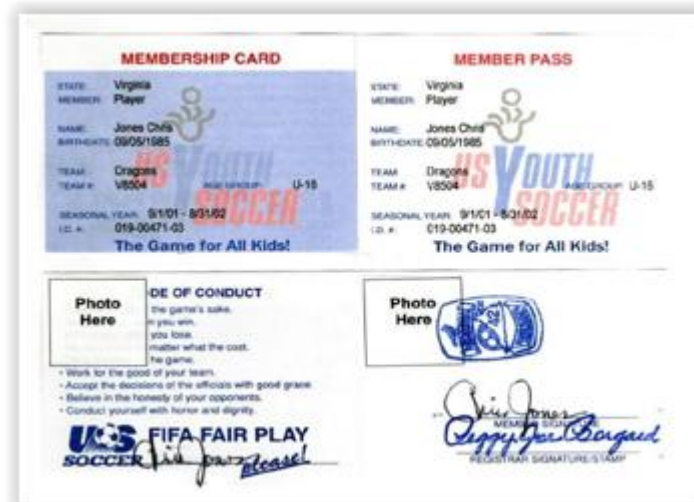 MEMBERSHIP CARD
STATE: Virginia
MEMBER: Player
NAME: Jones Chris
BIRTHDATE: 09/05/1985
TEAM: Dragons
TEAM #: V8504 AGE GROUP: U-16
US YOUTH SOCCER
SEASONAL YEAR: 9/1/01 - 8/31/02
I.D. #: 019-00471-03
The Game for All Kids!
MEMBER PASS
STATE: Virginia
MEMBER: Player
NAME: Jones Chris
BIRTHDATE: 09/05/1985
TEAM Dragons
TEAM #: V8504 AGE GROUP: U-16
US YOUTH SOCCER
SEASONAL YEAR: 9/1/01 - 8/31/02
I.D. #: 019-00471-03
The Game for All Kids!
Photo Here
DE OF CONDUCT
the game's sake.
n you win.
you lose.
matter what the cost.
he game.
- Work for the good of your team.
- Accept the decisions of the officials with good grace.
- Believe in the honesty of your opponents.
- Conduct yourself with honor and dignity.
US SOCCER FIFA FAIR PLAY
please!
Chris Jones
Photo Here
Chris Jones
MEMBER SIGNATURE
REGISTRAR SIGNATURE/STAMP